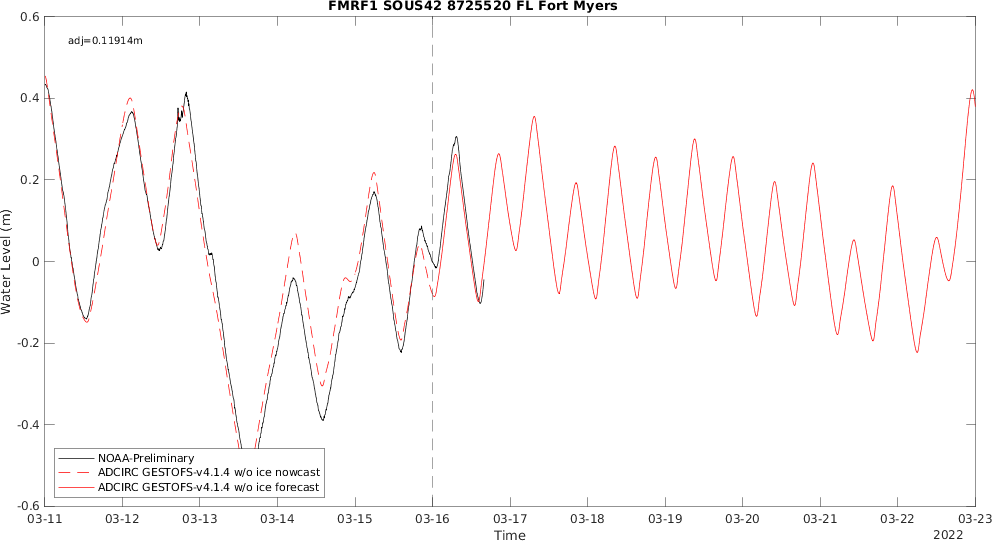 FMRF1 SOUS42 8725520 FL Fort Myers
adj=0.11914m
0.6
0.4
0.2
0
-0.2
-0.4
-0.6
Water Level (m)
NOAA-Preliminary
ADCIRC GESTOFS-v4.1.4 w/o ice nowcast
ADCIRC GESTOFS-v4.1.4 w/o ice forecast
03-11 03-12 03-13 03-14 03-15 03-16 03-17 03-18 03-19 03-20 03-21 03-22 03-23
Time
2022